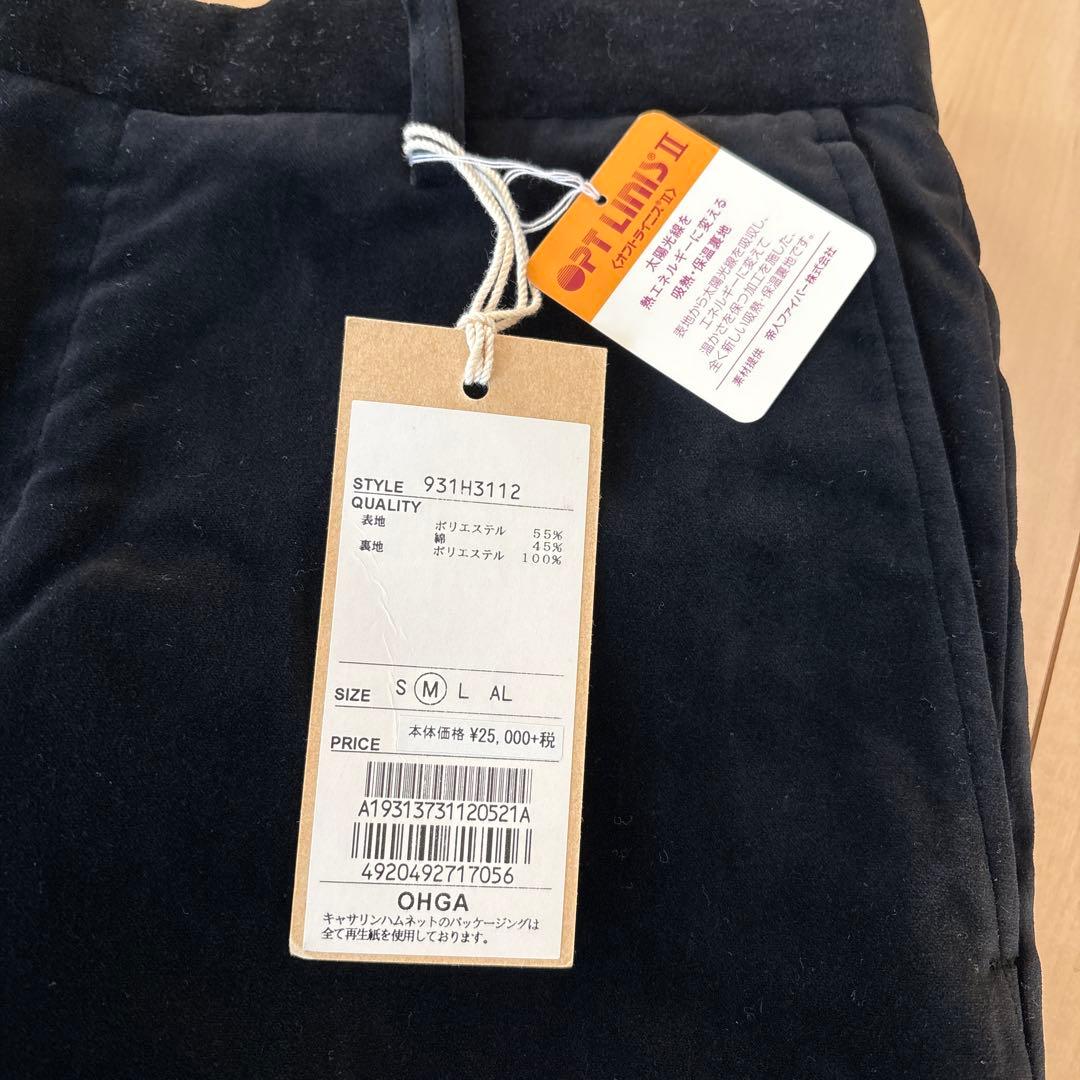 OPT LINIS® II
〈オプトライニズ®II〉
太陽光線を
熱エネルギーに変える
吸熱・保温裏地
表地から太陽光線を吸収し、
エネルギーに変えて
温かさを保つ加工を施した、
全く新しい吸熱・保温裏地です。
素材提供 帝人ファイバー株式会社
STYLE 931H3112
QUALITY
表地 ポリエステル 55%
綿 45%
裏地 ポリエステル 100%
SIZE S M L AL
PRICE 本体価格 ¥25,000+税
A19313731120521A
4920492717056
OHGA
キャサリンハムネットのパッケージングは
全て再生紙を使用しております。